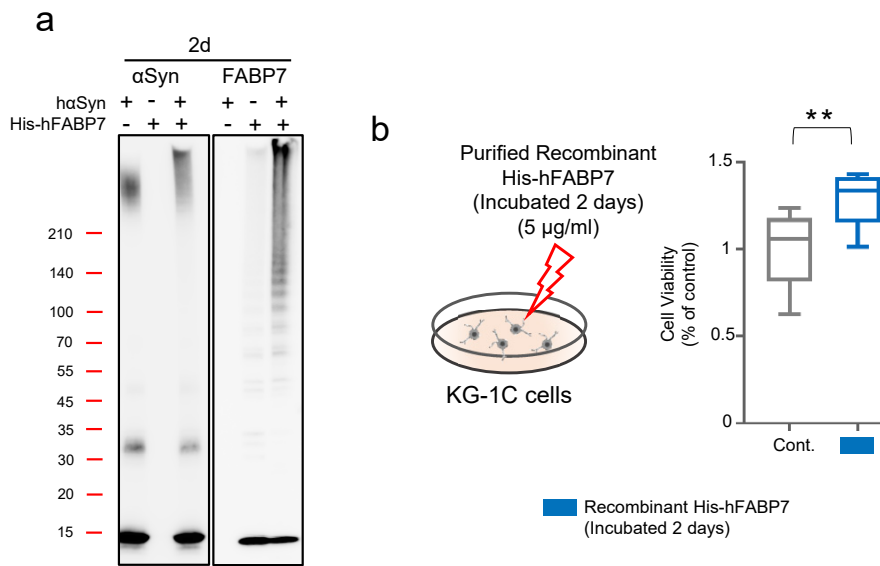 a
2d
αSyn FABP7
hαSyn + - + + - +
His-hFABP7 - + + - + +
210
140
100
70
55
45
35
30
20
15
b
Purified Recombinant
His-hFABP7
(Incubated 2 days)
(5 µg/ml)
KG-1C cells
**
Cell Viability
(% of control)
1.5
1
0.5
0
Cont.
Recombinant His-hFABP7
(Incubated 2 days)